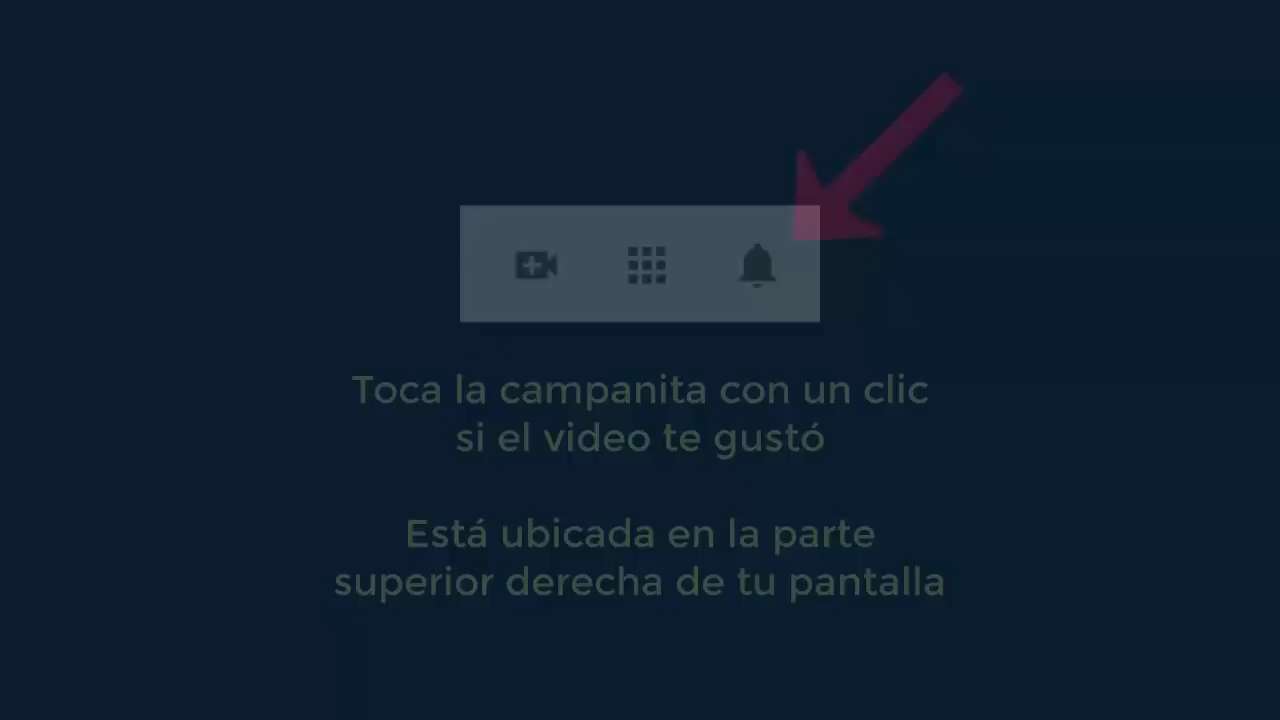 Toca la campanita con un clic
si el video te gustó
Está ubicada en la parte
superior derecha de tu pantalla